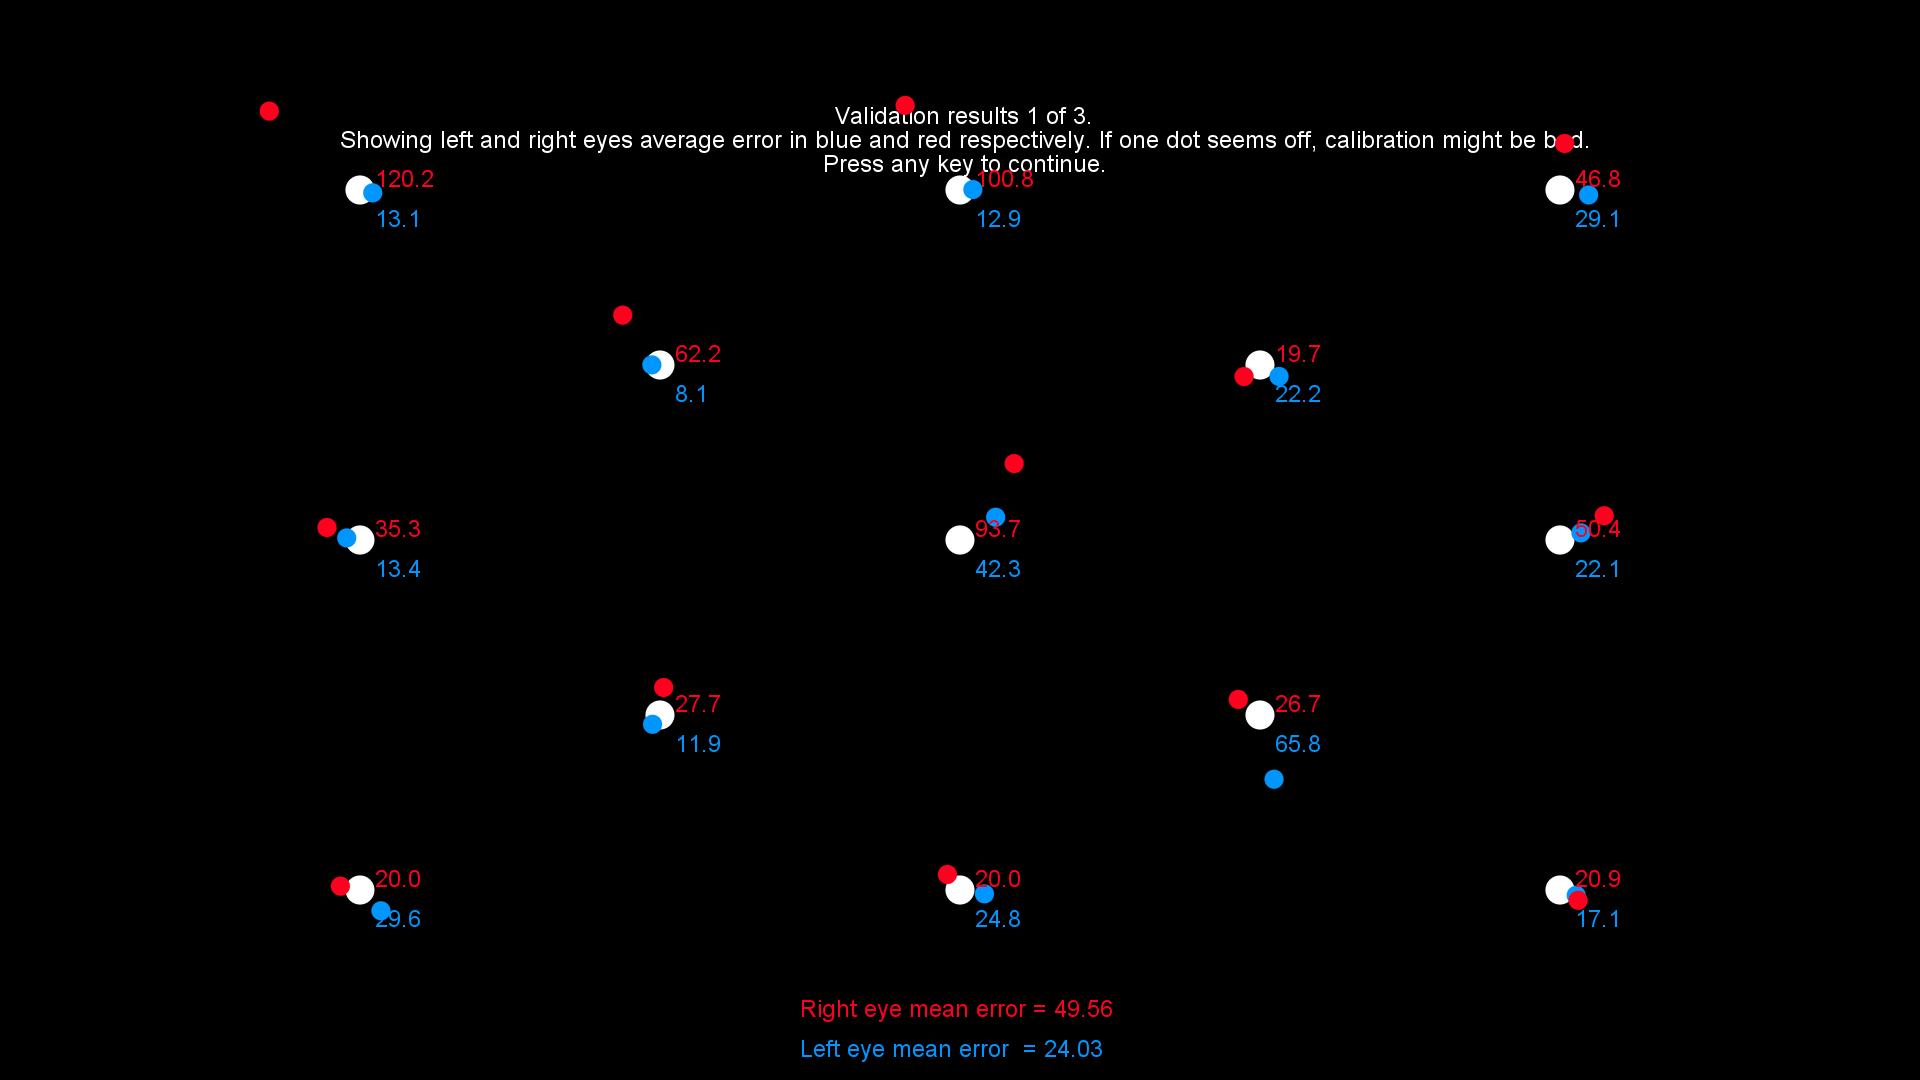 Validation results 1 of 3.
Showing left and right eyes average error in blue and red respectively. If one dot seems off, calibration might be bad.
Press any key to continue.
120.2 100.8 46.8
13.1 12.9 29.1
62.2 19.7
8.1 22.2
35.3 93.7 50.4
13.4 42.3 22.1
27.7 26.7
11.9 65.8
20.0 20.0 20.9
29.6 24.8 17.1
Right eye mean error = 49.56
Left eye mean error = 24.03